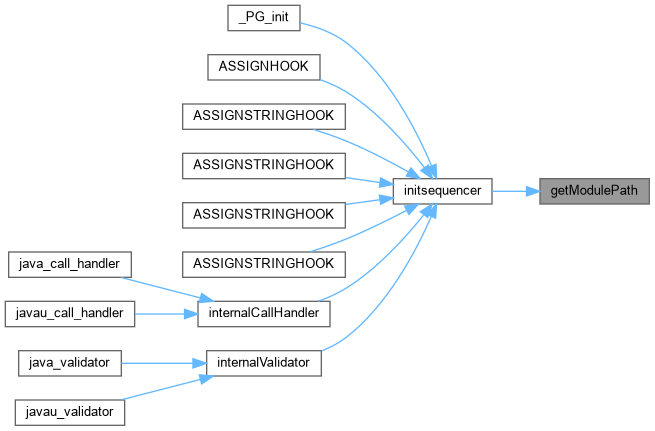 _PG_init
ASSIGNHOOK
ASSIGNSTRINGHOOK
ASSIGNSTRINGHOOK
initsequencer
getModulePath
ASSIGNSTRINGHOOK
ASSIGNSTRINGHOOK
java_call_handler
javau_call_handler
internalCallHandler
java_validator
internalValidator
javau_validator